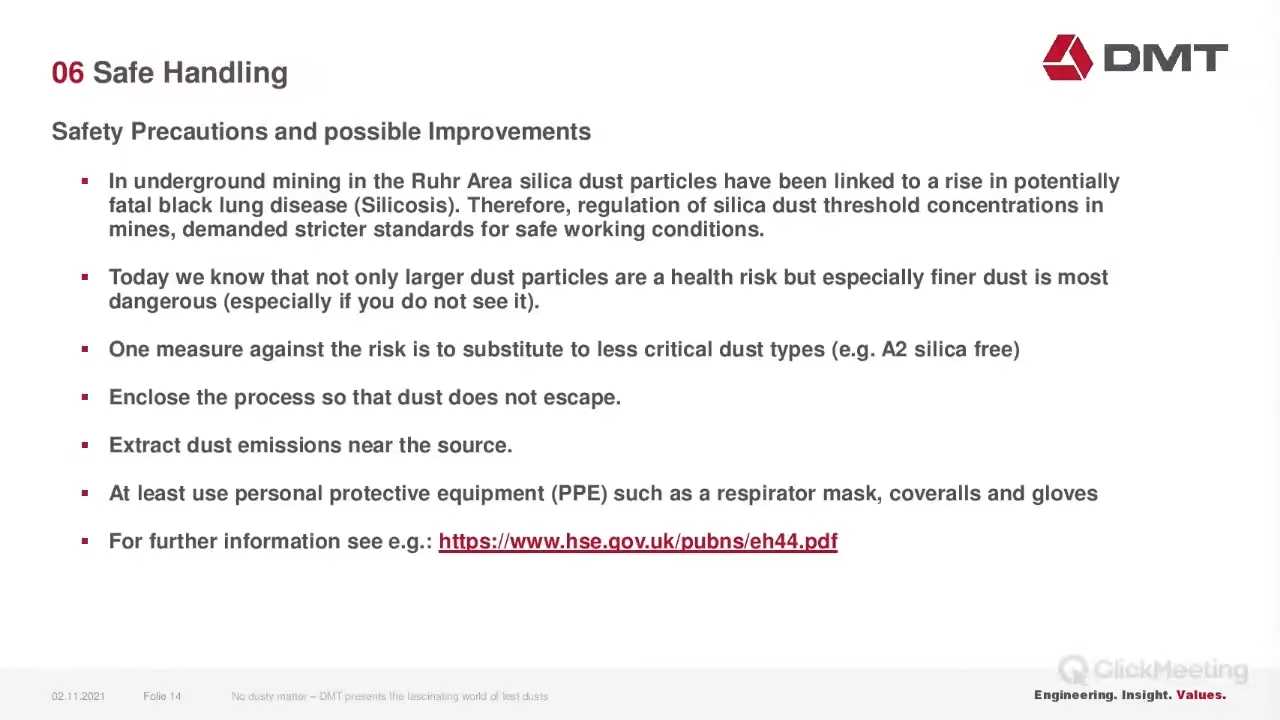 06 Safe Handling
DMT
Safety Precautions and possible Improvements
In underground mining in the Ruhr Area silica dust particles have been linked to a rise in potentially
fatal black lung disease (Silicosis). Therefore, regulation of silica dust threshold concentrations in
mines, demanded stricter standards for safe working conditions.
Today we know that not only larger dust particles are a health risk but especially finer dust is most
dangerous (especially if you do not see it).
One measure against the risk is to substitute to less critical dust types (e.g. A2 silica free)
Enclose the process so that dust does not escape.
Extract dust emissions near the source.
At least use personal protective equipment (PPE) such as a respirator mask, coveralls and gloves
For further information see e.g.: https://www.hse.gov.uk/pubns/eh44.pdf
ClickMeeting
02.11.2021 Folie 14 No dusty matter – DMT presents the fascinating world of test dusts
Engineering. Insight. Values.